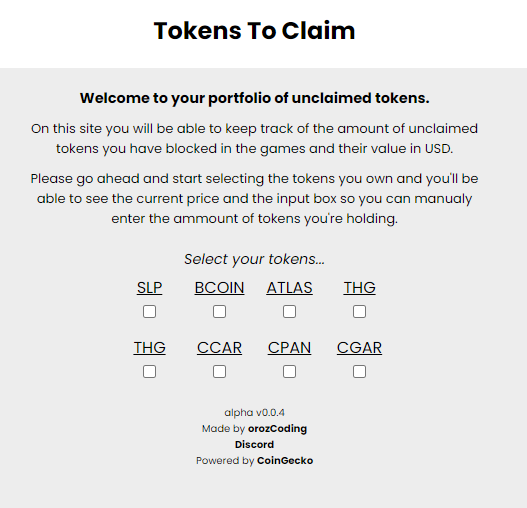 Tokens To Claim
Welcome to your portfolio of unclaimed tokens.
On this site you will be able to keep track of the amount of unclaimed
tokens you have blocked in the games and their value in USD.
Please go ahead and start selecting the tokens you own and you'll be
able to see the current price and the input box so you can manualy
enter the ammount of tokens you're holding.
Select your tokens...
SLP BCOIN ATLAS THG
THG CCAR CPAN CGAR
alpha v0.0.4
Made by orozCoding
Discord
Powered by CoinGecko